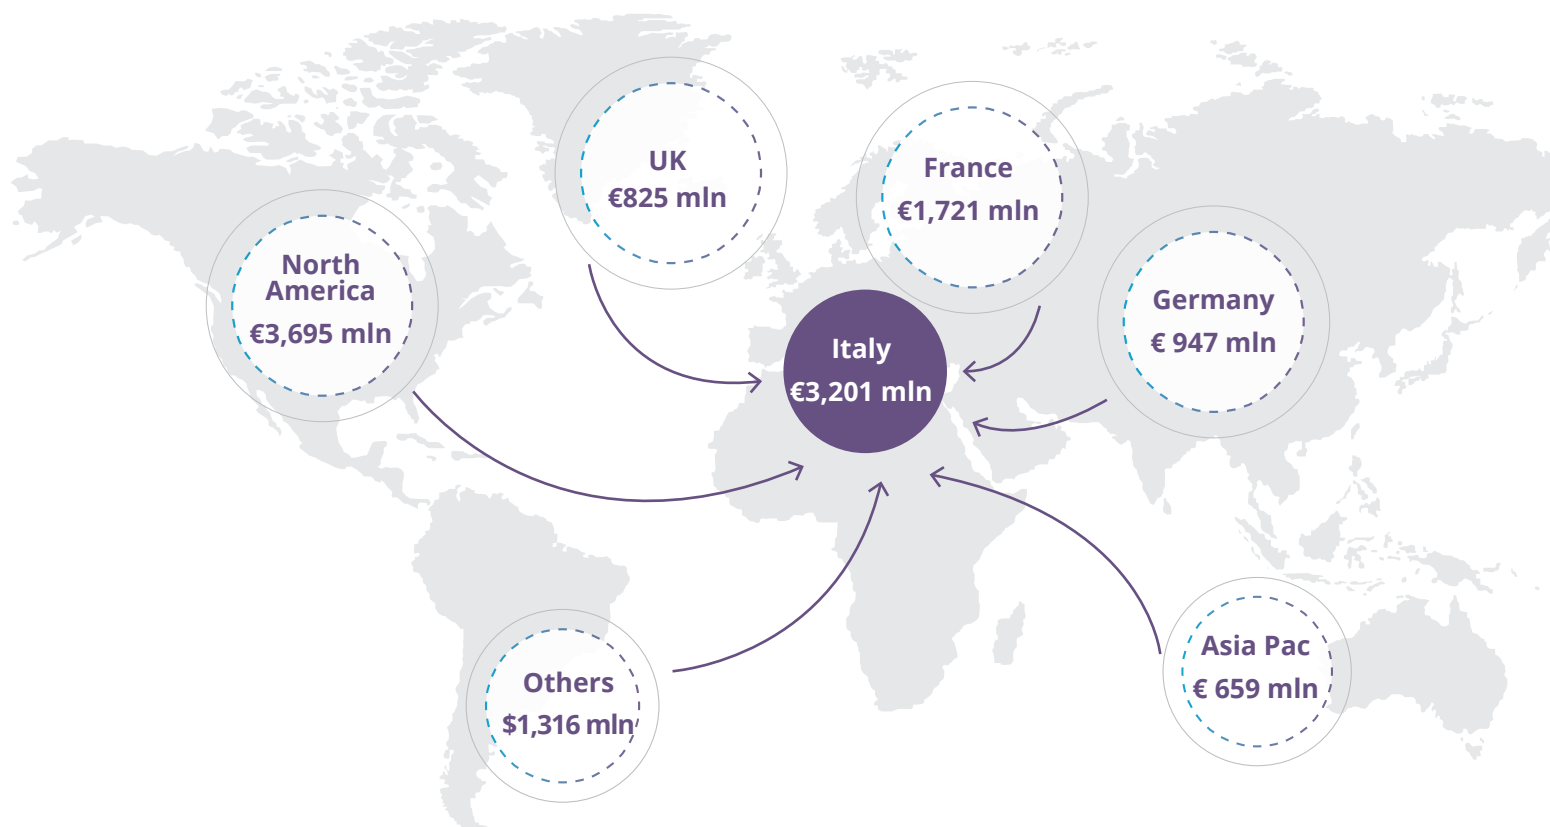 UK
€825 mln
France
€1,721 mln
North
America
€3,695 mln
Germany
€ 947 mln
Italy
€3,201 mln
Others
$1,316 mln
Asia Pac
€ 659 mln